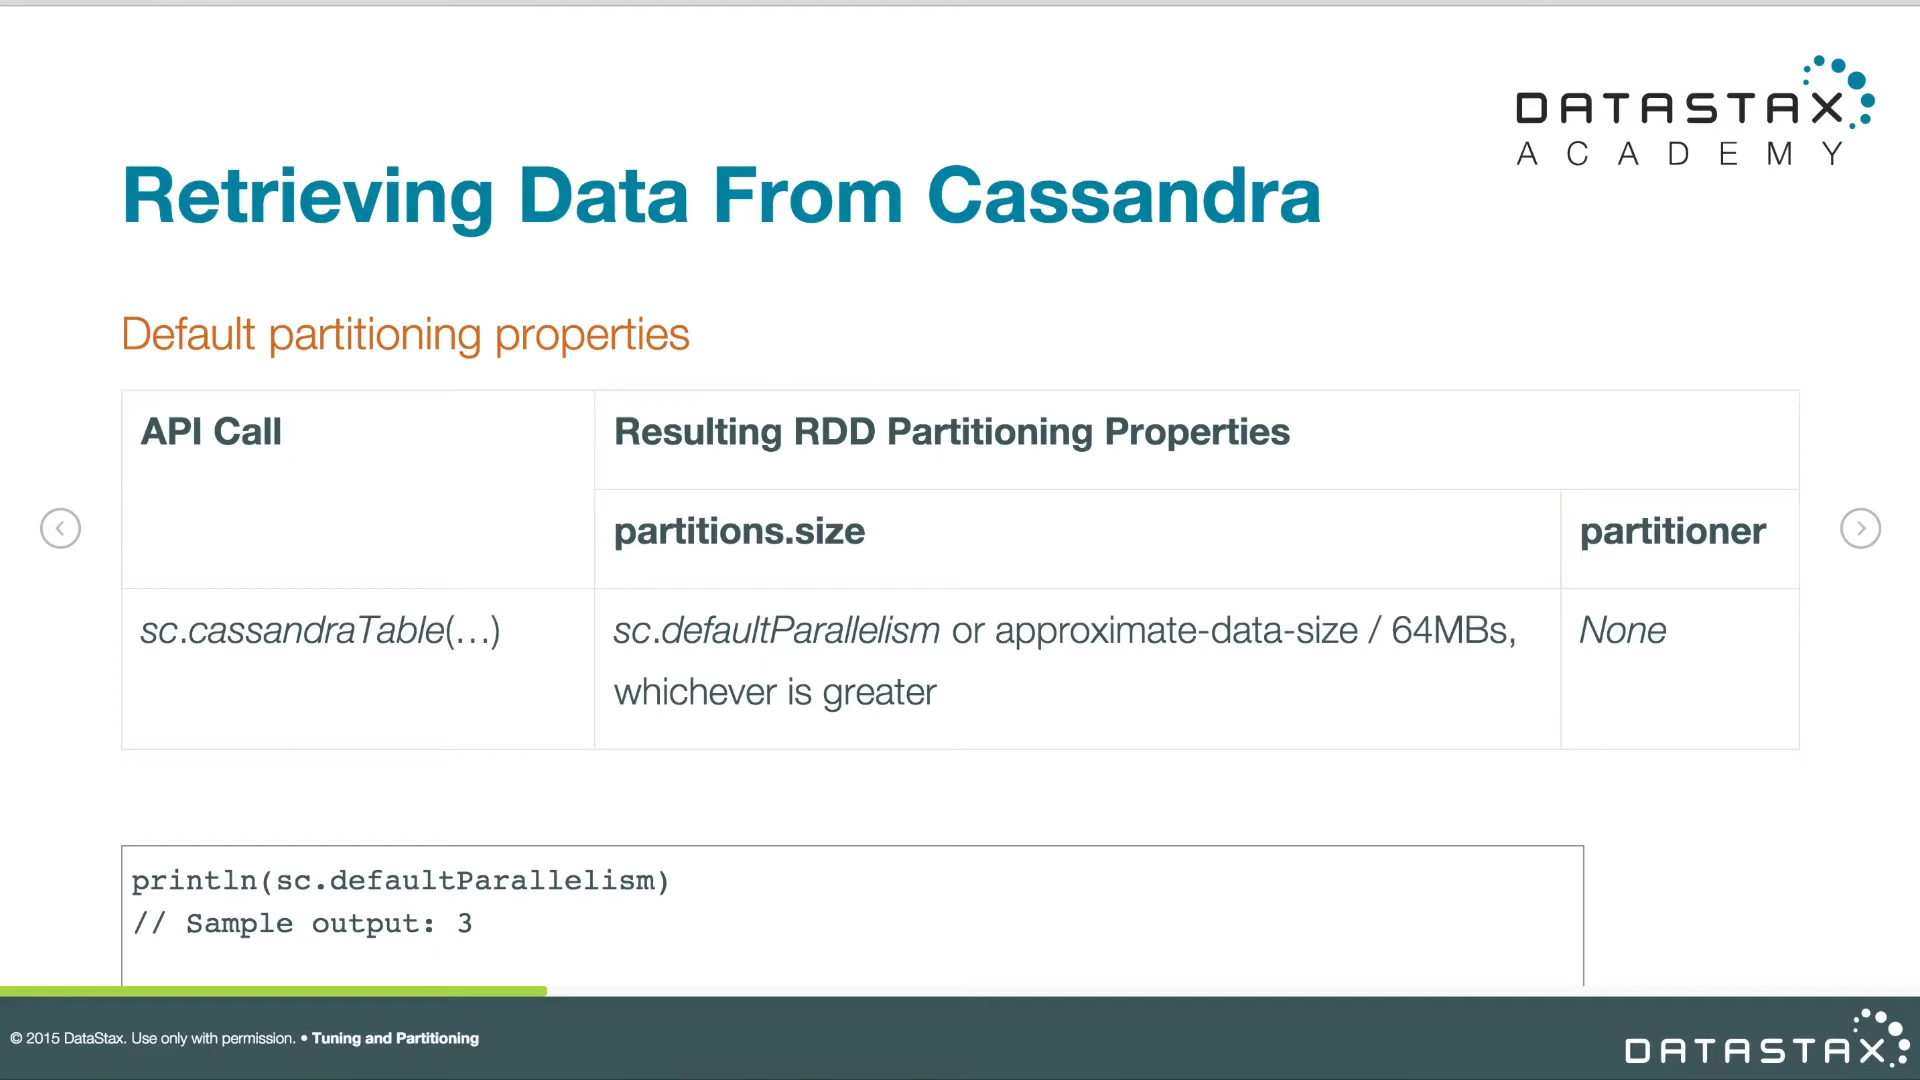 DATASTAX
ACADEMY
Retrieving Data From Cassandra
Default partitioning properties
API Call
Resulting RDD Partitioning Properties
partitions.size
partitioner
sc.cassandraTable(…)
sc.defaultParallelism or approximate-data-size / 64MBs,
whichever is greater
None
println(sc.defaultParallelism)
// Sample output: 3
© 2015 DataStax. Use only with permission. • Tuning and Partitioning
DATASTAX